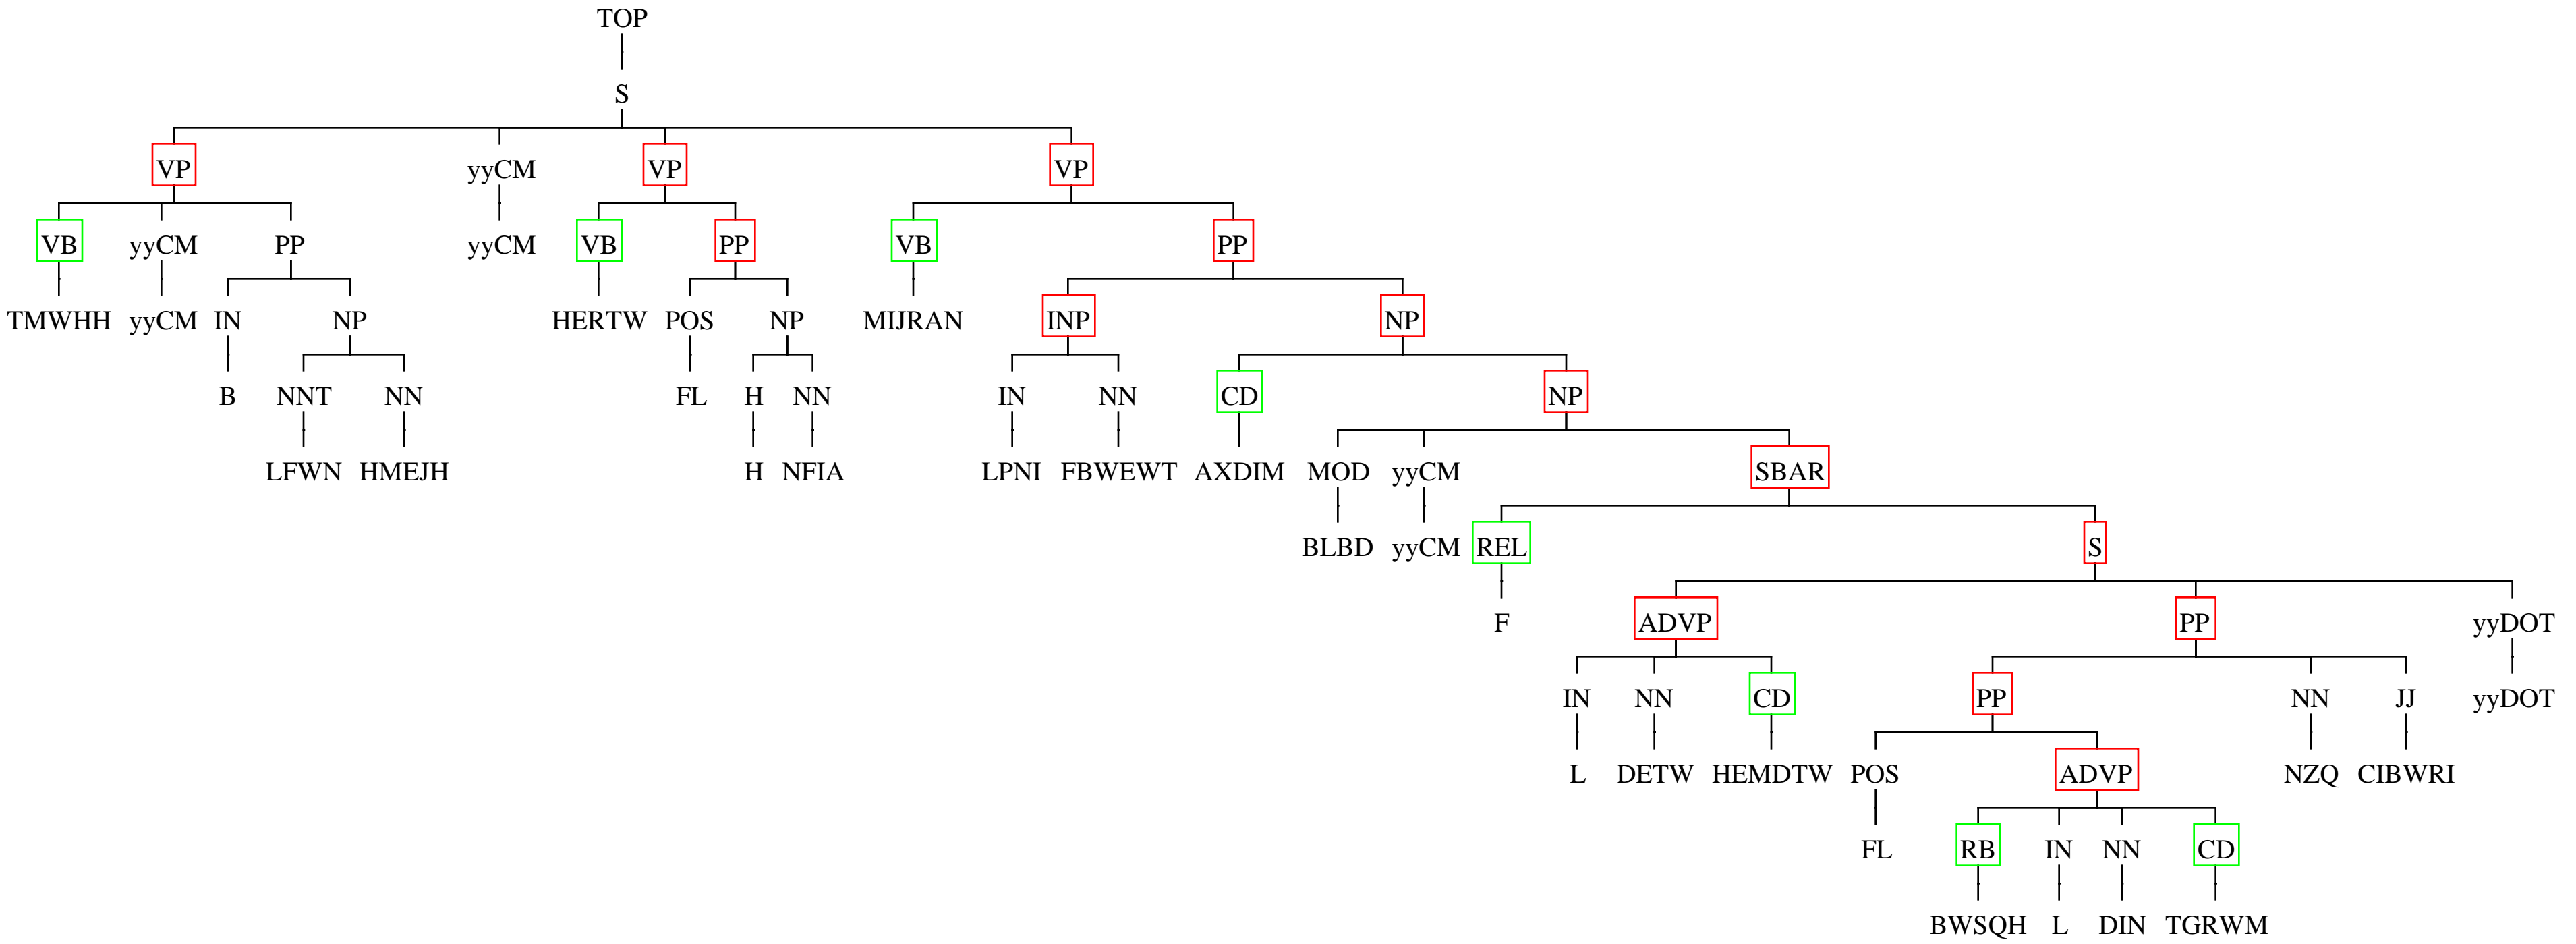 TOP
S
VP yyCM VP VP
VB yyCM PP yyCM VB PP VB PP
TMWHH yyCM IN NP HERTW POS NP MIJRAN INP NP
B NNT NN FL H NN IN NN CD NP
LFWN HMEJH H NFIA LPNI FBWEWT AXDIM MOD yyCM SBAR
BLBD yyCM REL S
F ADVP PP yyDOT
IN NN CD PP NN JJ yyDOT
L DETW HEMDTW POS ADVP NZQ CIBWRI
FL RB IN NN CD
BWSQH L DIN TGRWM